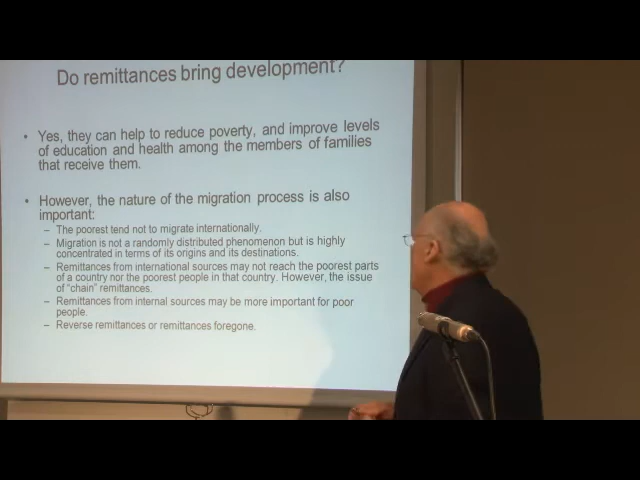 Do remittances bring development?
• Yes, they can help to reduce poverty, and improve levels
of education and health among the members of families
that receive them.
• However, the nature of the migration process is also
important:
– The poorest tend not to migrate internationally.
– Migration is not a randomly distributed phenomenon but is highly
concentrated in terms of its origins and its destinations.
– Remittances from international sources may not reach the poorest parts
of a country nor the poorest people in that country. However, the issue
of "chain" remittances.
– Remittances from internal sources may be more important for poor
people.
– Reverse remittances or remittances foregone.